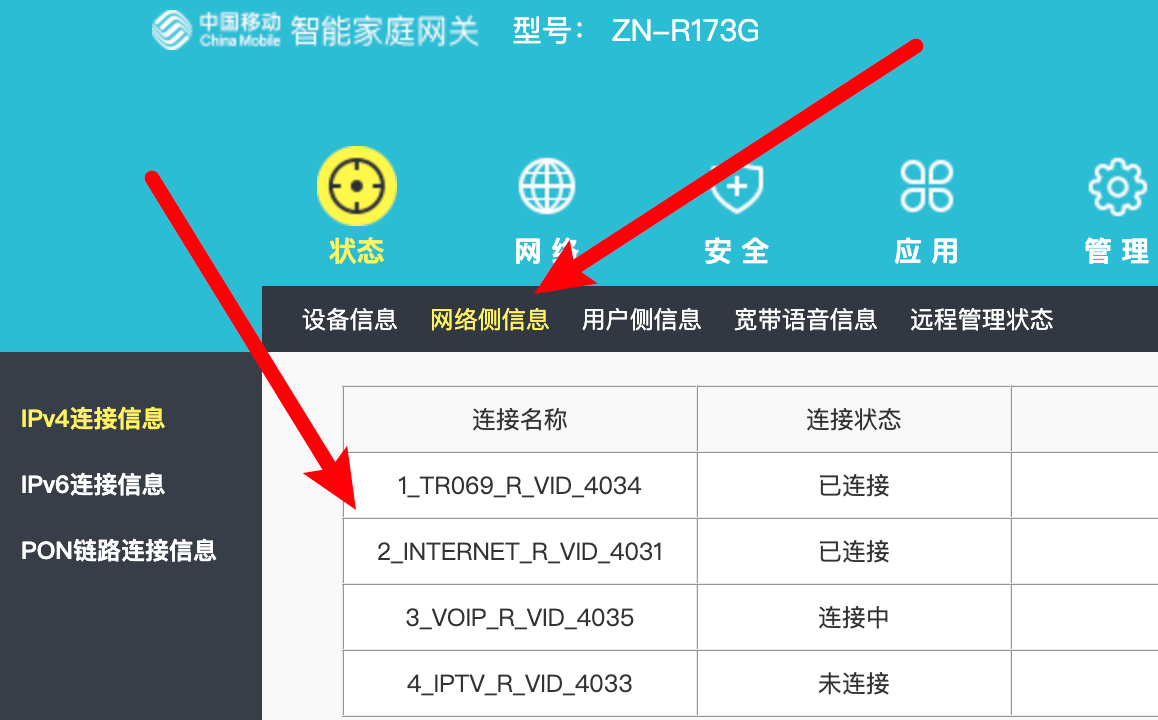 中国移动 China Mobile 智能家庭网关 型号： ZN-R173G
状态 网络 安全 应用 管理
设备信息 网络侧信息 用户侧信息 宽带语音信息 远程管理状态
IPv4连接信息
IPv6连接信息
PON链路连接信息
连接名称 连接状态
1_TR069_R_VID_4034 已连接
2_INTERNET_R_VID_4031 已连接
3_VOIP_R_VID_4035 连接中
4_IPTV_R_VID_4033 未连接